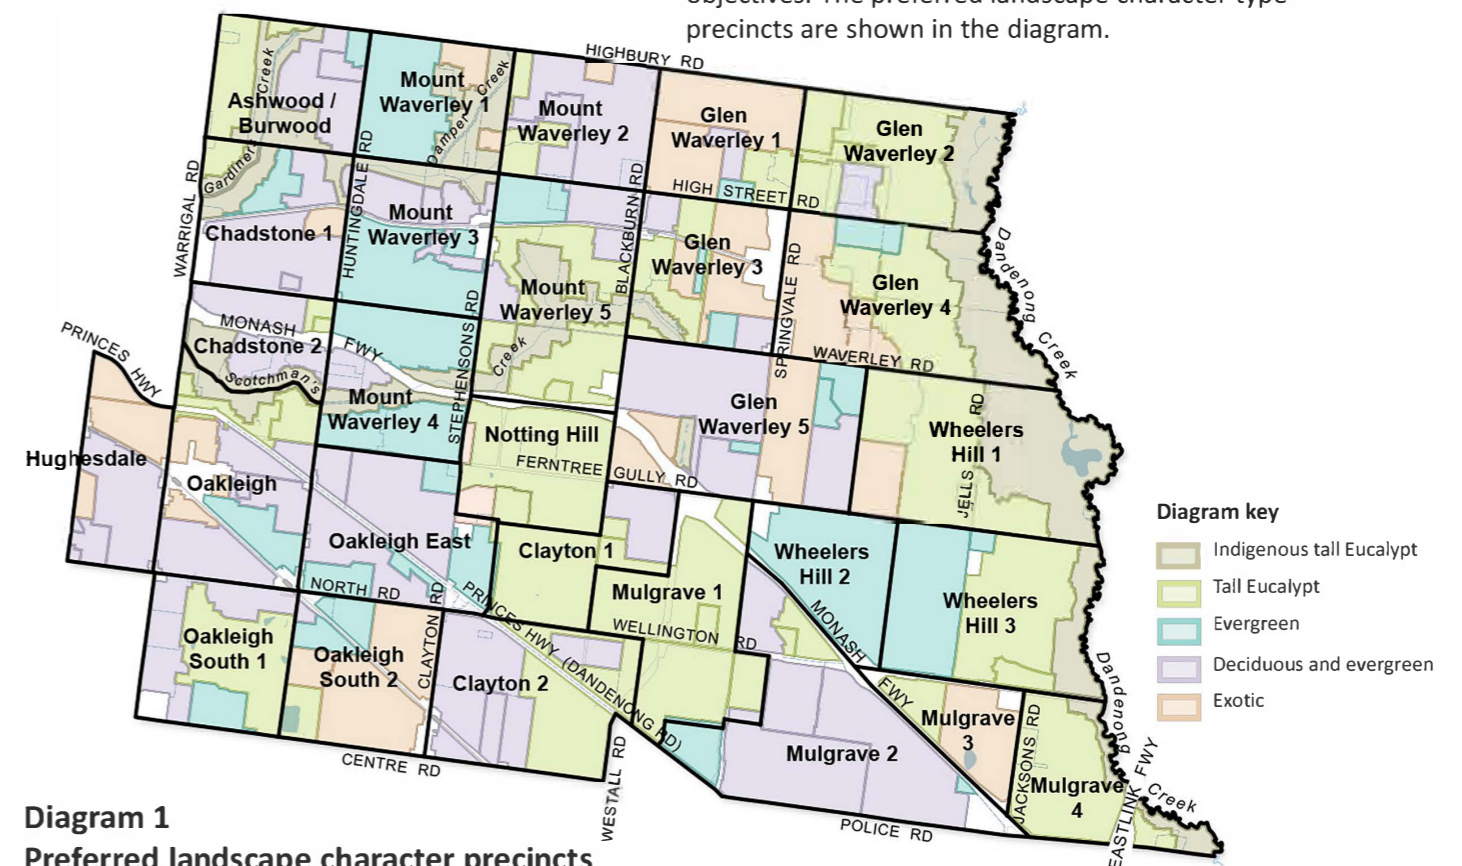 precincts are shown in the diagram.
HIGHBURY RD
Ashwood /
Burwood
Creek
Gardiners
Mount
Waverley 1
Damper Creek
Mount
Waverley 2
Glen
Waverley 1
Glen
Waverley 2
HIGH STREET RD
WARRIGAL RD
HUNTINGDALE RD
BLACKBURN RD
Chadstone 1
Mount
Waverley 3
Mount
Waverley 5
Creek
Glen
Waverley 3
SPRINGVALE RD
Glen
Waverley 4
WAVERLEY RD
Dandenong Creek
PRINCES HWY
MONASH FWY
Chadstone 2
Scotchman's
STEPHENSONS RD
Mount
Waverley 4
Notting Hill
FERNTREE GULLY RD
Glen
Waverley 5
Wheelers
Hill 1
JELLS RD
Hughesdale
Oakleigh
Oakleigh East
NORTH RD
Clayton 1
Mulgrave 1
WELLINGTON RD
PRINCES HWY (DANDENONG RD)
Wheelers
Hill 2
MONASH FWY
Wheelers
Hill 3
Oakleigh
South 1
Oakleigh
South 2
CLAYTON RD
Clayton 2
CENTRE RD
WESTALL RD
Mulgrave 2
POLICE RD
Mulgrave
3
JACKSONS RD
Mulgrave
4
Dandenong Creek
EASTLINK FWY
Diagram key
Indigenous tall Eucalypt
Tall Eucalypt
Evergreen
Deciduous and evergreen
Exotic
Diagram 1
Preferred landscape character precincts